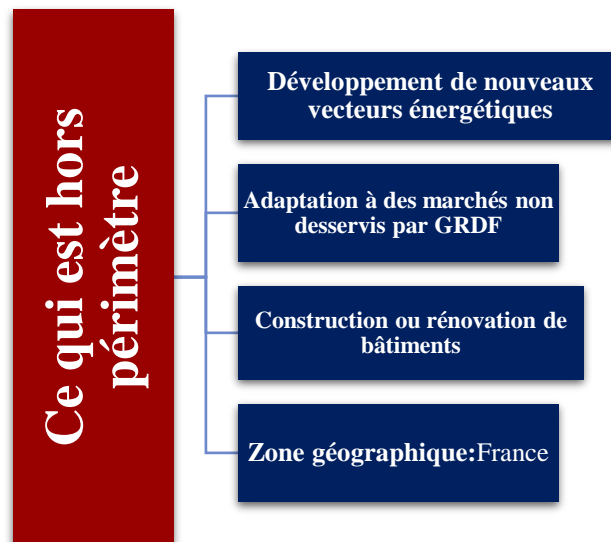 Ce qui est hors
périmètre
Développement de nouveaux
vecteurs énergétiques
Adaptation à des marchés non
desservis par GRDF
Construction ou rénovation de
bâtiments
Zone géographique:France